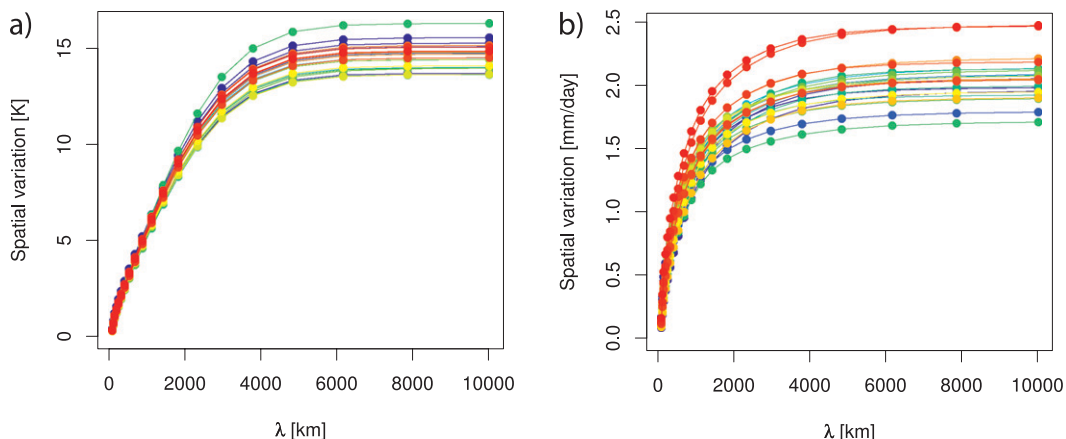 a)
Spatial variation [K]
15
10
5
0
0 2000 4000 6000 8000 10000
λ [km]
b)
Spatial variation [mm/day]
2.5
2.0
1.5
1.0
0.5
0.0
0 2000 4000 6000 8000 10000
λ [km]